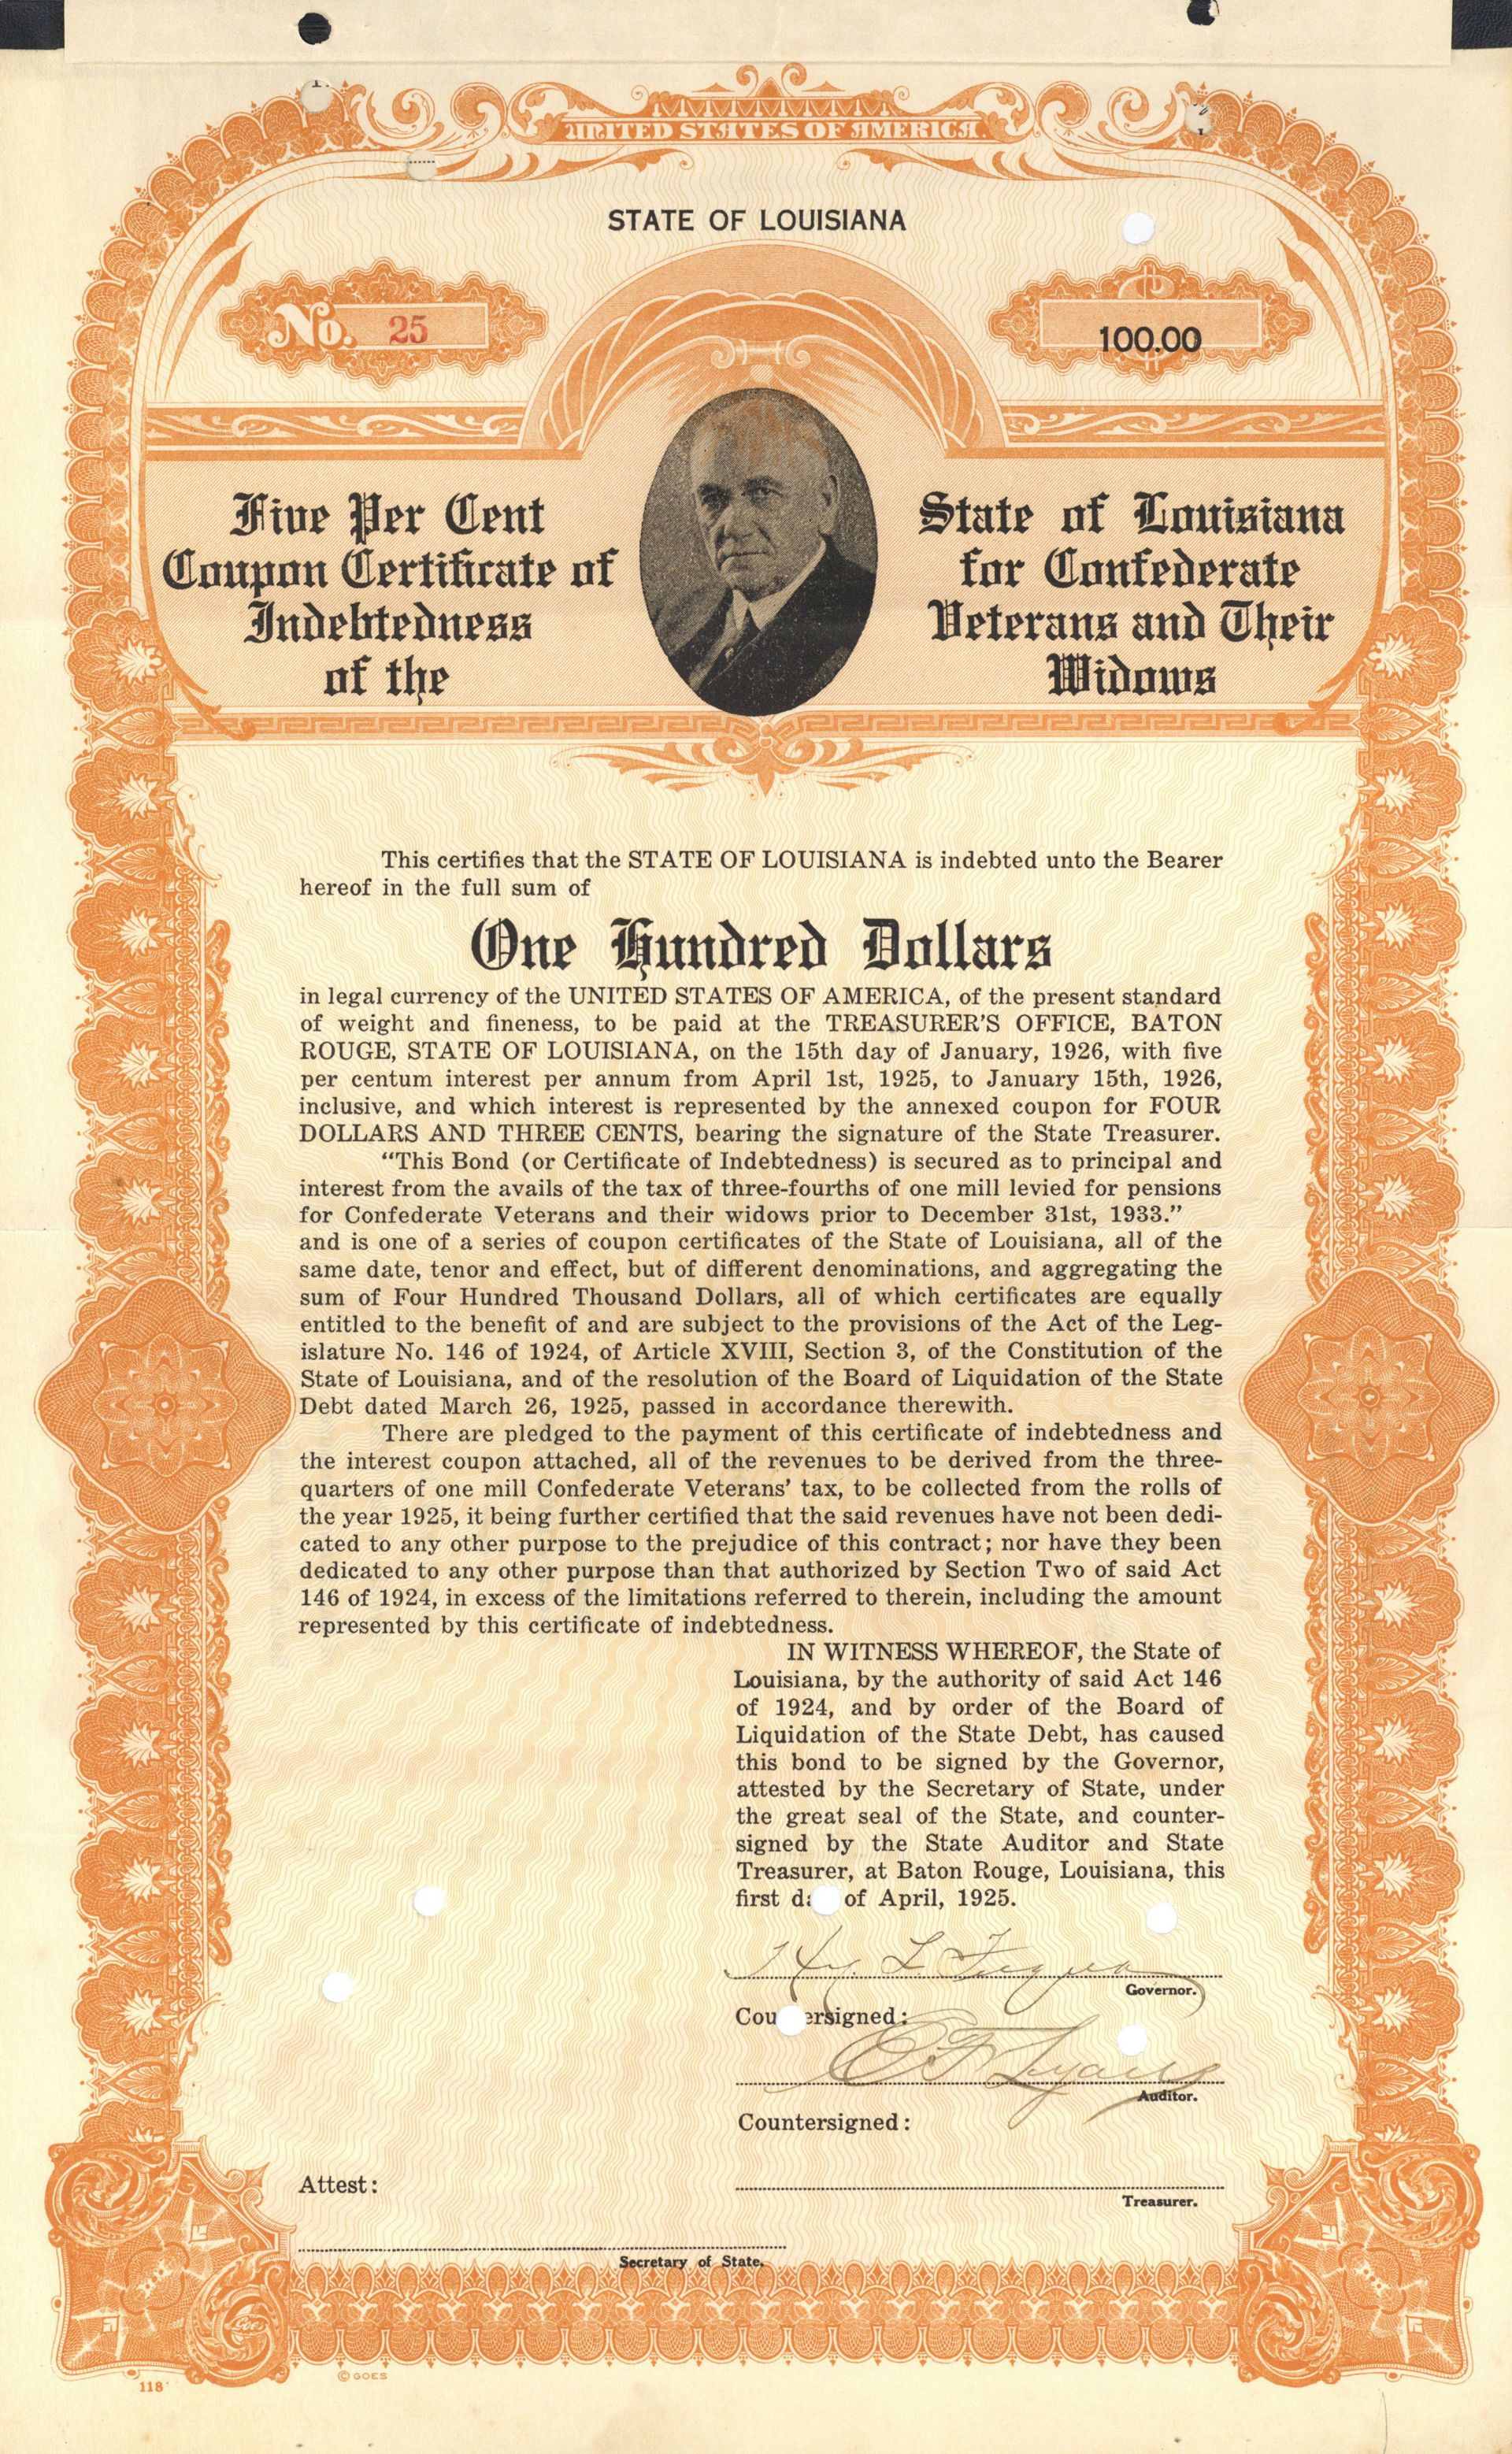 UNITED STATES OF AMERICA
STATE OF LOUISIANA
No. 25
100.00
Five Per Cent
Coupon Certificate of
Indebtedness
of the
State of Louisiana
for Confederate
Veterans and Their
Widows
This certifies that the STATE OF LOUISIANA is indebted unto the Bearer
hereof in the full sum of
One Hundred Dollars
in legal currency of the UNITED STATES OF AMERICA, of the present standard
of weight and fineness, to be paid at the TREASURER'S OFFICE, BATON
ROUGE, STATE OF LOUISIANA, on the 15th day of January, 1926, with five
per centum interest per annum from April 1st, 1925, to January 15th, 1926,
inclusive, and which interest is represented by the annexed coupon for FOUR
DOLLARS AND THREE CENTS, bearing the signature of the State Treasurer.
"This Bond (or Certificate of Indebtedness) is secured as to principal and
interest from the avails of the tax of three-fourths of one mill levied for pensions
for Confederate Veterans and their widows prior to December 31st, 1933."
and is one of a series of coupon certificates of the State of Louisiana, all of the
same date, tenor and effect, but of different denominations, and aggregating the
sum of Four Hundred Thousand Dollars, all of which certificates are equally
entitled to the benefit of and are subject to the provisions of the Act of the Leg-
islature No. 146 of 1924, of Article XVIII, Section 3, of the Constitution of the
State of Louisiana, and of the resolution of the Board of Liquidation of the State
Debt dated March 26, 1925, passed in accordance therewith.
There are pledged to the payment of this certificate of indebtedness and
the interest coupon attached, all of the revenues to be derived from the three-
quarters of one mill Confederate Veterans' tax, to be collected from the rolls of
the year 1925, it being further certified that the said revenues have not been dedi-
cated to any other purpose to the prejudice of this contract; nor have they been
dedicated to any other purpose than that authorized by Section Two of said Act
146 of 1924, in excess of the limitations referred to therein, including the amount
represented by this certificate of indebtedness.
IN WITNESS WHEREOF, the State of
Louisiana, by the authority of said Act 146
of 1924, and by order of the Board of
Liquidation of the State Debt, has caused
this bond to be signed by the Governor,
attested by the Secretary of State, under
the great seal of the State, and counter-
signed by the State Auditor and State
Treasurer, at Baton Rouge, Louisiana, this
first da of April, 1925.
Hy. L. Fuqua
Governor.
Cou ersigned:
Auditor.
Countersigned:
Attest:
Treasurer.
Secretary of State.
Goes
© GOES
118